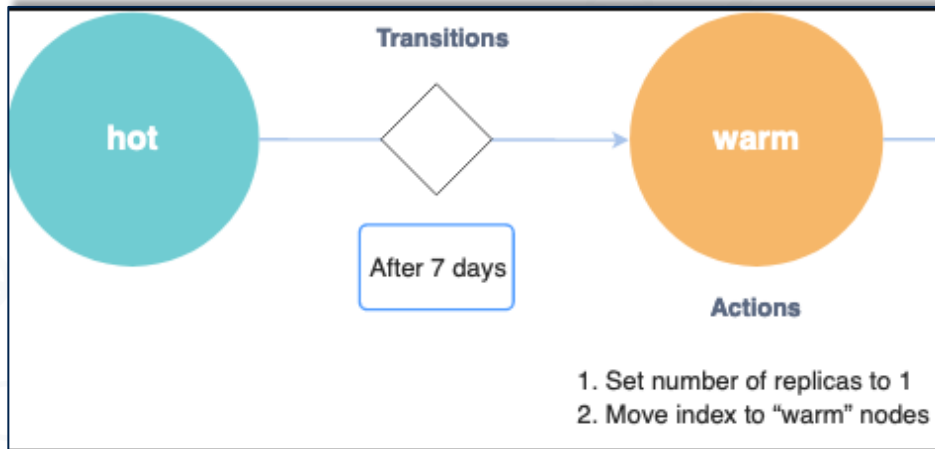 Transitions
hot
warm
After 7 days
Actions
1. Set number of replicas to 1
2. Move index to “warm” nodes